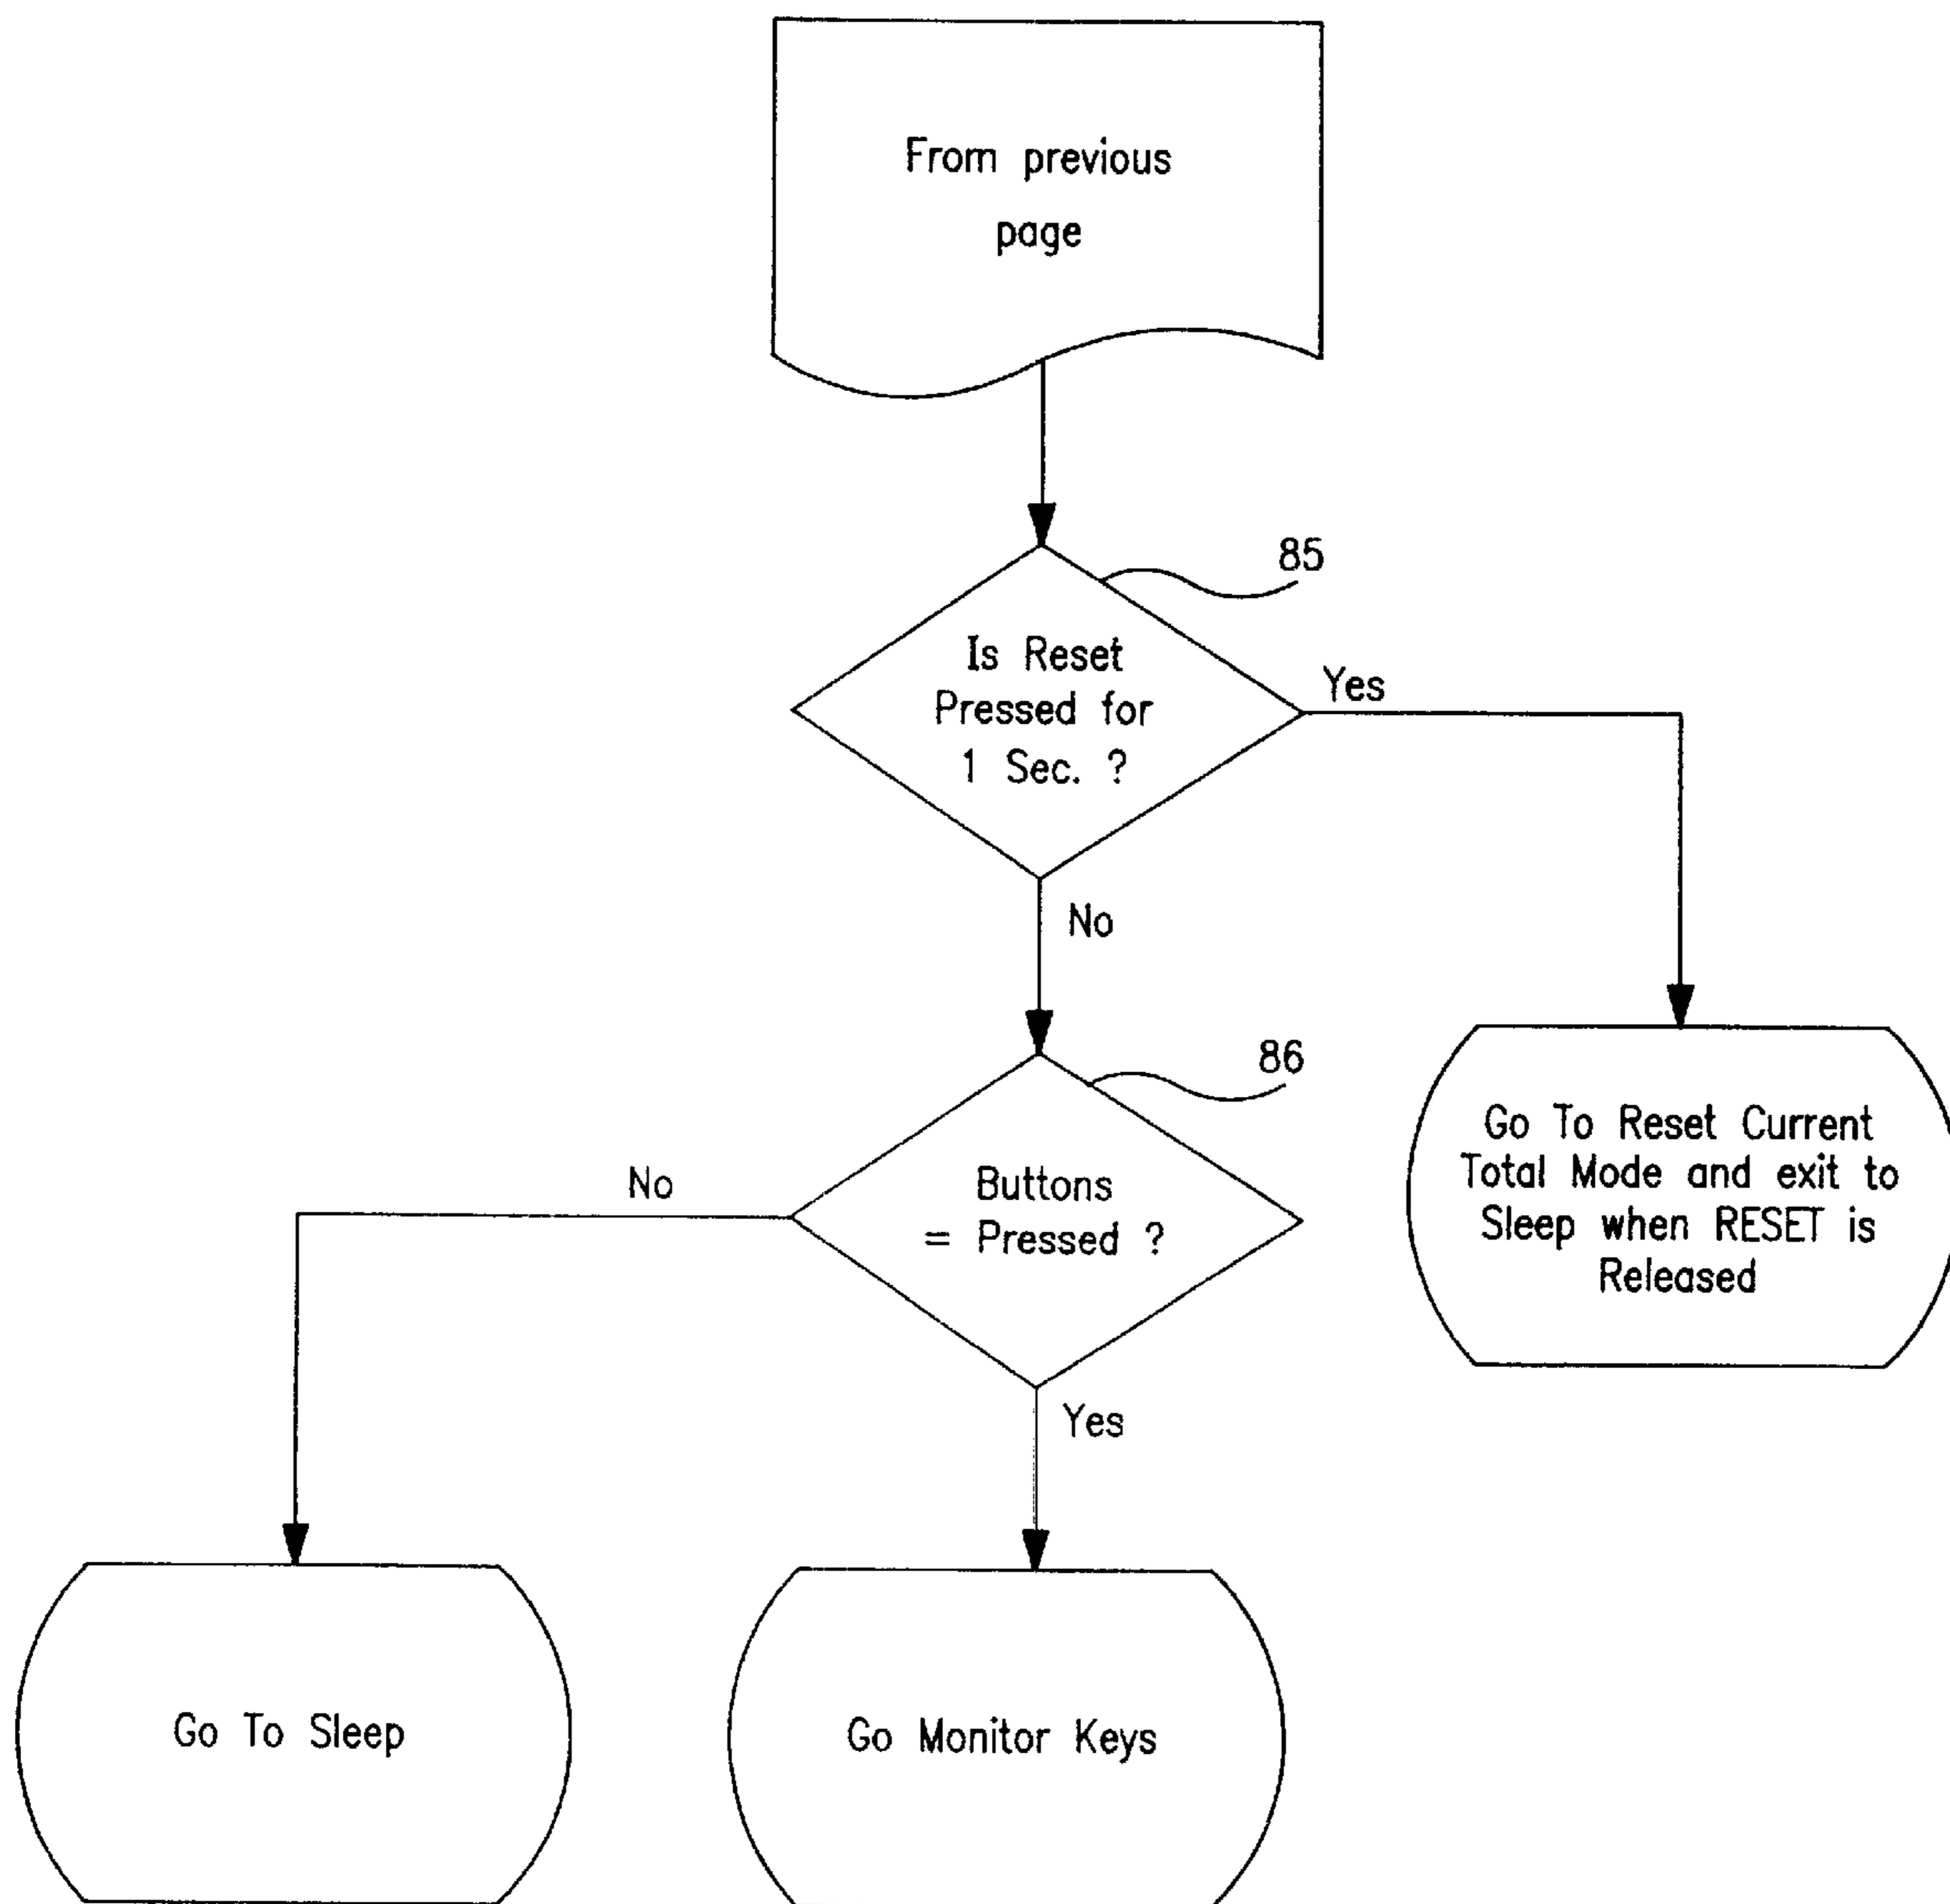 From previous
page
85
Is Reset
Pressed for
1 Sec. ?
Yes
No
86
Buttons
= Pressed ?
No
Yes
Go To Reset Current
Total Mode and exit to
Sleep when RESET is
Released
Go To Sleep
Go Monitor Keys